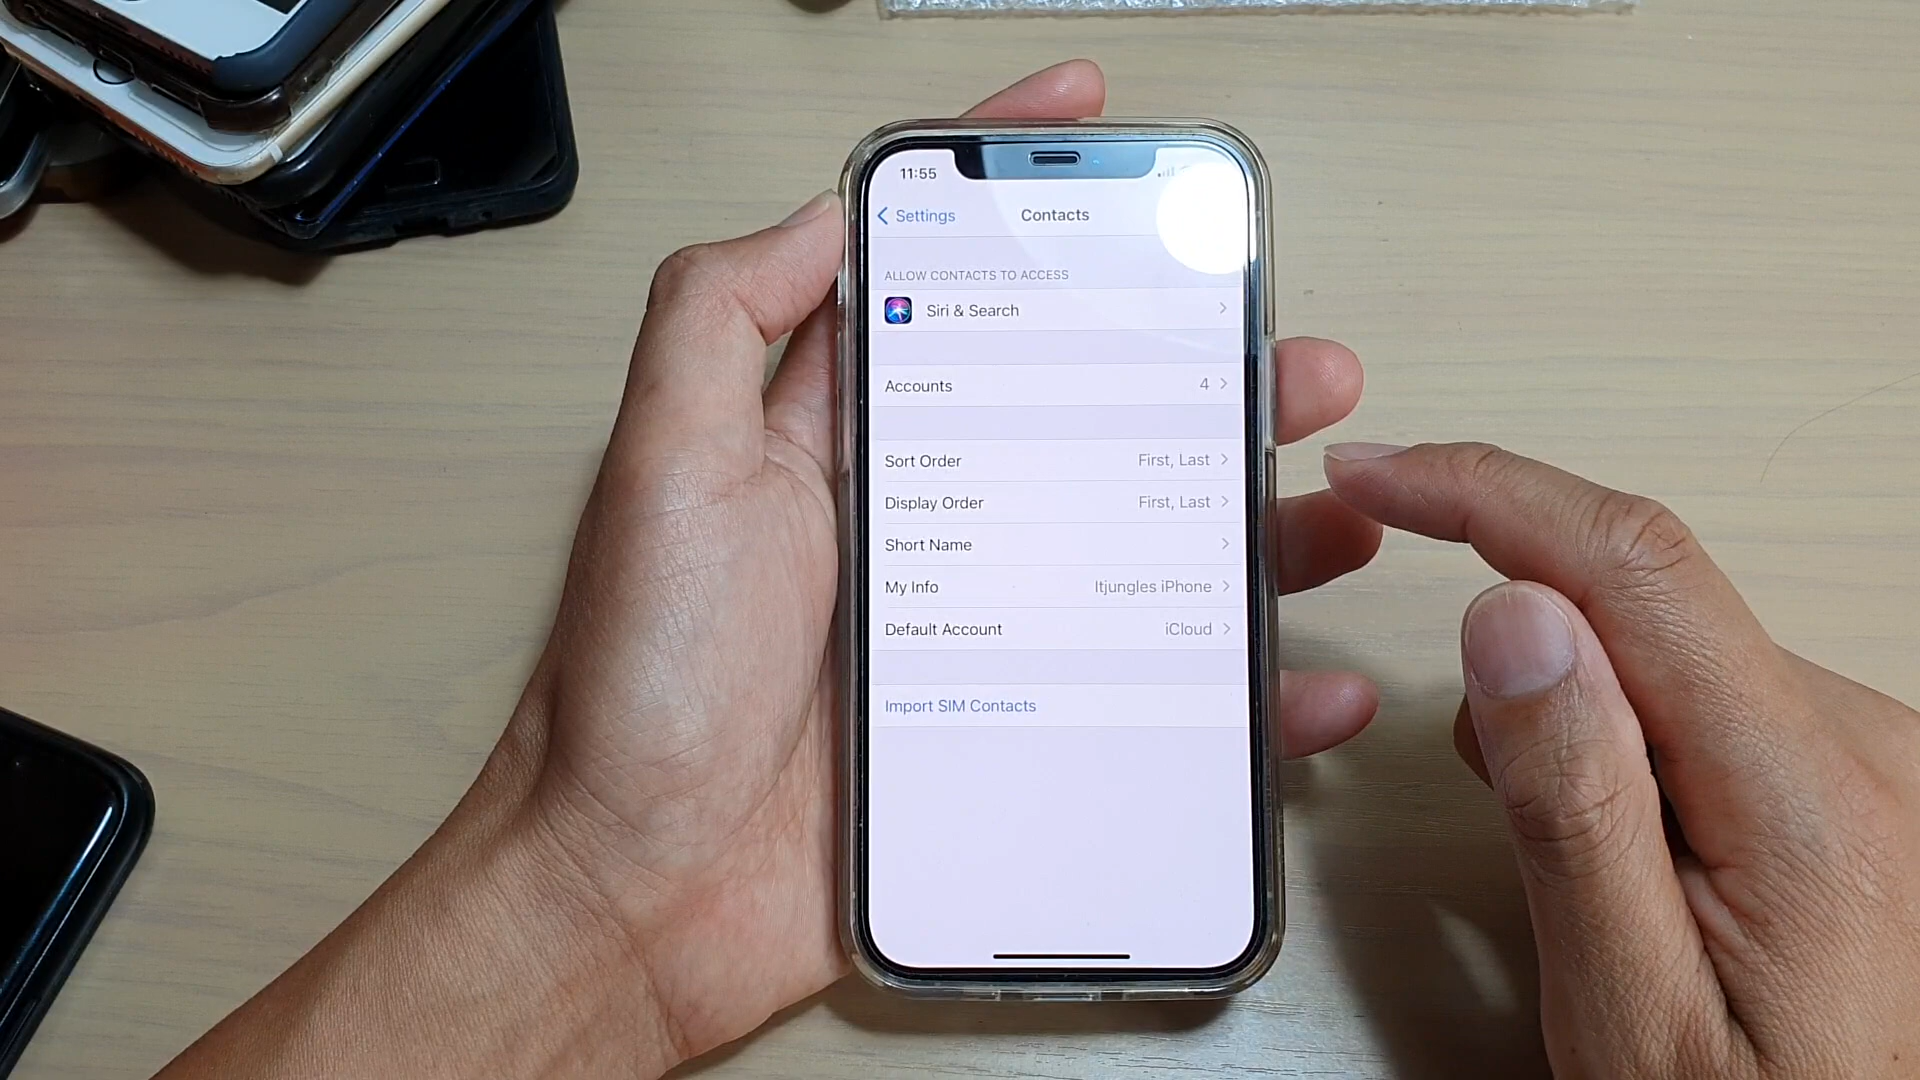 11:55
Settings
Contacts
ALLOW CONTACTS TO ACCESS
Siri & Search
Accounts 4
Sort Order First, Last
Display Order First, Last
Short Name
My Info Itjungles iPhone
Default Account iCloud
Import SIM Contacts